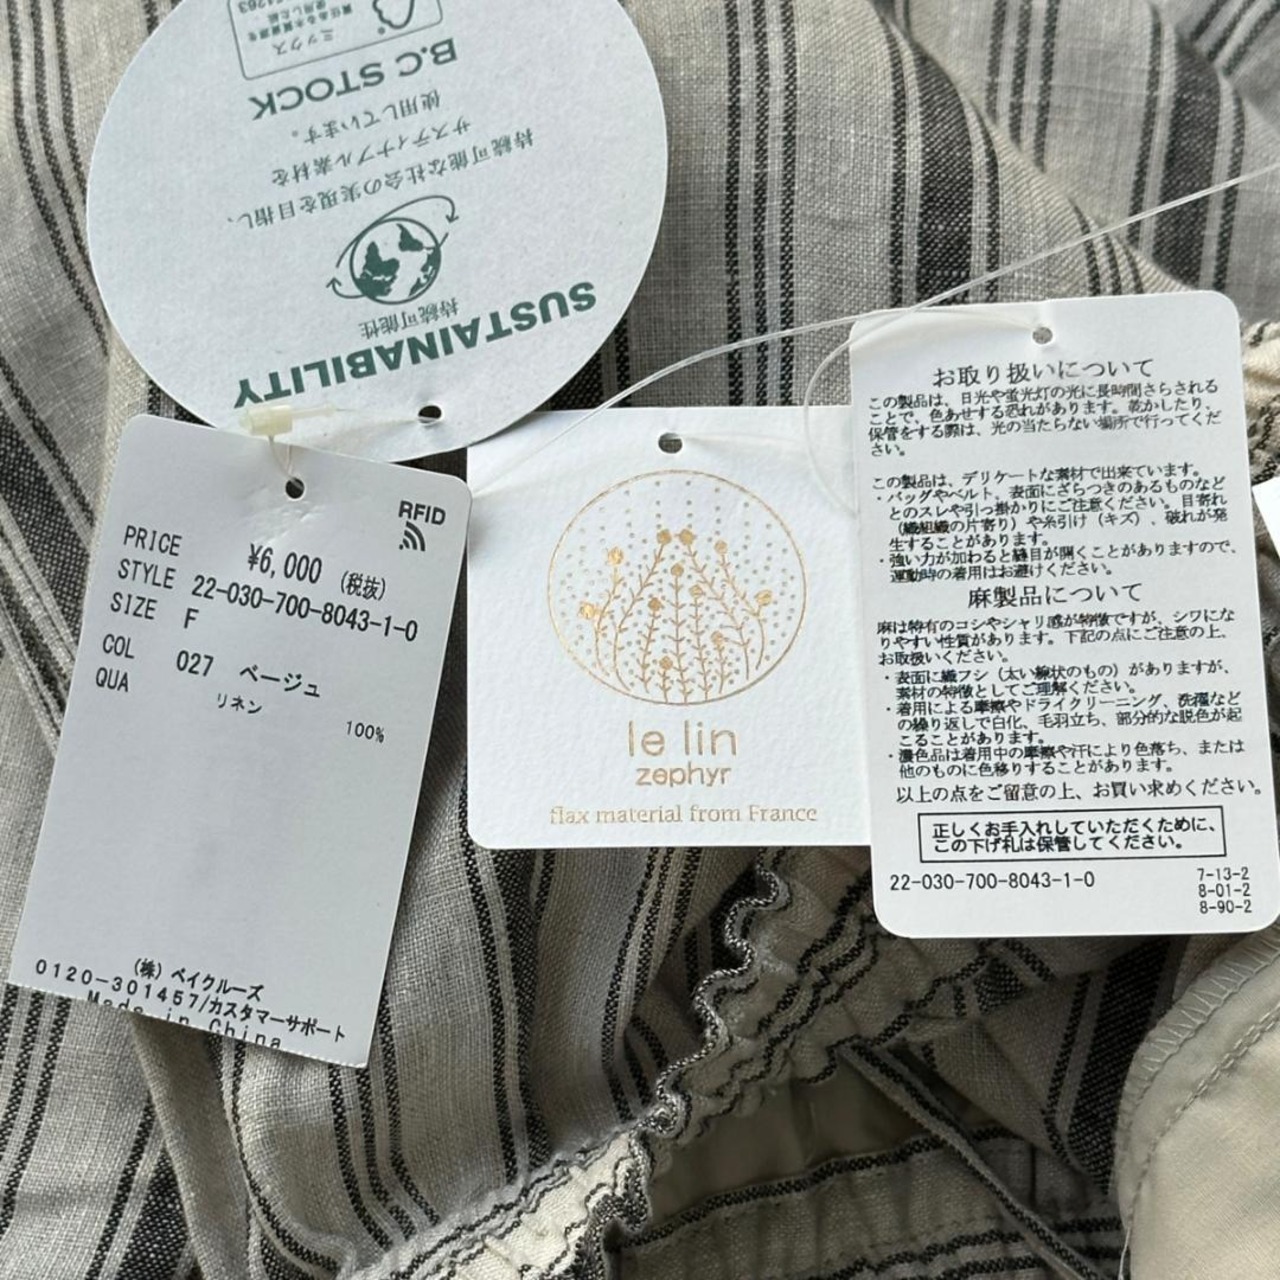 SUSTAINABILITY
持続可能性
持続可能な社会の実現を目指し、
サスティナブル素材を
使用しています。
B.C STOCK
ミックス
責任ある木質資源を
使用した紙
RFID
PRICE ¥6,000 (税抜)
STYLE 22-030-700-8043-1-0
SIZE F
COL 027 ベージュ
QUA リネン
100%
(株) ベイクルーズ
0120-301457/カスタマーサポート
Made in China
le lin
zephyr
flax material from France
お取り扱いについて
この製品は、日光や蛍光灯の光に長時間さらされる
ことで、色あせする恐れがあります。乾かしたり、
保管をする際は、光の当たらない場所で行ってくだ
さい。
この製品は、デリケートな素材で出来ています。
・バッグやベルト、表面にざらつきのあるものなど
とのスレや引っ掛かりにご注意ください。目寄れ
（織組織の片寄り）や糸引け（キズ）、破れが発
生することがあります。
・強い力が加わると縫目が開くことがありますので、
運動時の着用はお避けください。
麻製品について
麻は特有のコシやシャリ感が特徴ですが、シワにな
りやすい性質があります。下記の点にご注意の上、
お取扱いください。
・表面に繊フシ（太い線状のもの）がありますが、
素材の特徴としてご理解ください。
・着用による摩擦やドライクリーニング、洗濯など
の繰り返しで白化、毛羽立ち、部分的な脱色が起
こることがあります。
・濃色品は着用中の摩擦や汗により色落ち、または
他のものに色移りすることがあります。
以上の点をご留意の上、お買い求めください。
正しくお手入れしていただくために、
この下げ札は保管してください。
22-030-700-8043-1-0
7-13-2
8-01-2
8-90-2